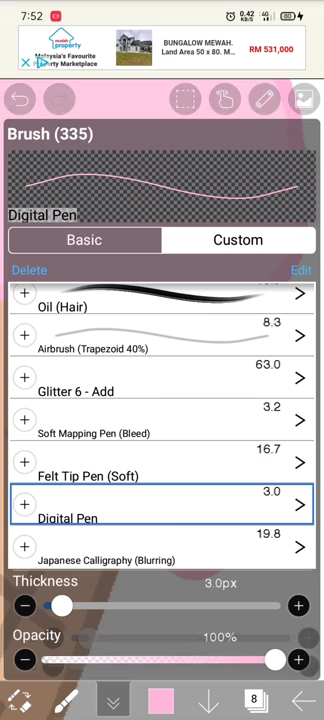 7:52
0.42
KB/S
4G
80
mudah
property
Malaysia's Favourite
Property Marketplace
BUNGALOW MEWAH.
Land Area 50 x 80. M...
RM 531,000
Brush (335)
Digital Pen
Basic
Custom
Delete
Edit
Oil (Hair)
8.3
Airbrush (Trapezoid 40%)
63.0
Glitter 6 - Add
3.2
Soft Mapping Pen (Bleed)
16.7
Felt Tip Pen (Soft)
3.0
Digital Pen
19.8
Japanese Calligraphy (Blurring)
Thickness
3.0px
Opacity
100%
8